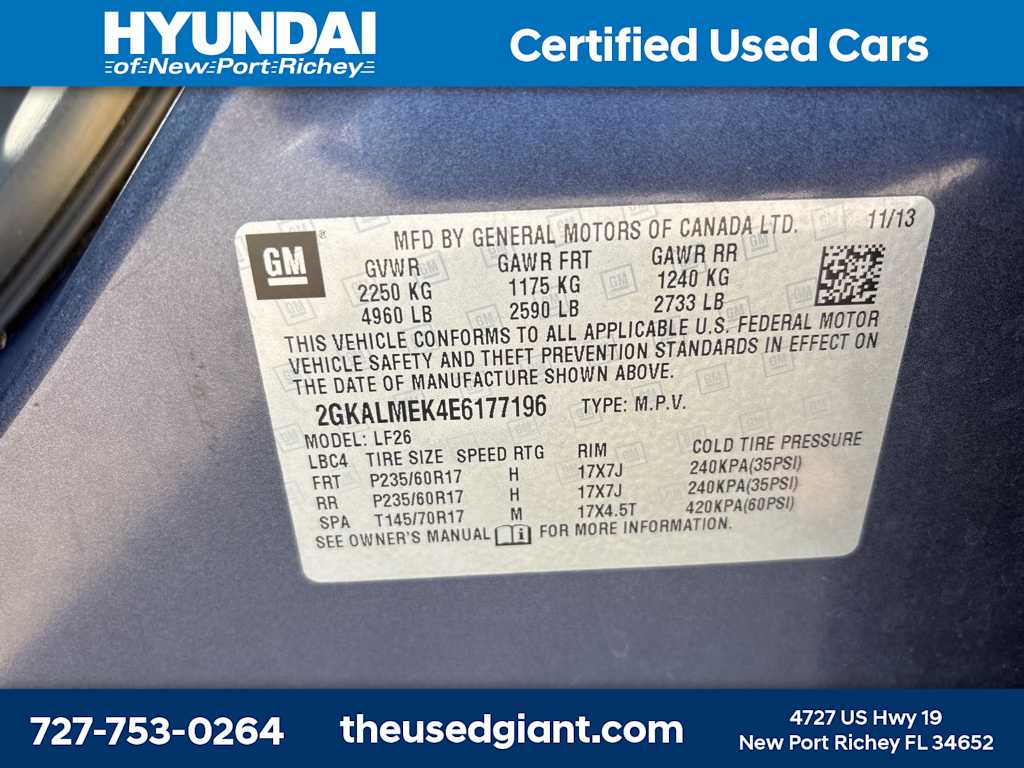 HYUNDAI
of New Port Richey
Certified Used Cars
GM ®
MFD BY GENERAL MOTORS OF CANADA LTD. 11/13
GVWR GAWR FRT GAWR RR
2250 KG 1175 KG 1240 KG
4960 LB 2590 LB 2733 LB
THIS VEHICLE CONFORMS TO ALL APPLICABLE U.S. FEDERAL MOTOR
VEHICLE SAFETY AND THEFT PREVENTION STANDARDS IN EFFECT ON
THE DATE OF MANUFACTURE SHOWN ABOVE.
2GKALMEK4E6177196 TYPE: M.P.V.
MODEL: LF26
LBC4 TIRE SIZE SPEED RTG RIM COLD TIRE PRESSURE
FRT P235/60R17 H 17X7J 240KPA(35PSI)
RR P235/60R17 H 17X7J 240KPA(35PSI)
SPA T145/70R17 M 17X4.5T 420KPA(60PSI)
SEE OWNER'S MANUAL FOR MORE INFORMATION.
727-753-0264
theusedgiant.com
4727 US Hwy 19
New Port Richey FL 34652